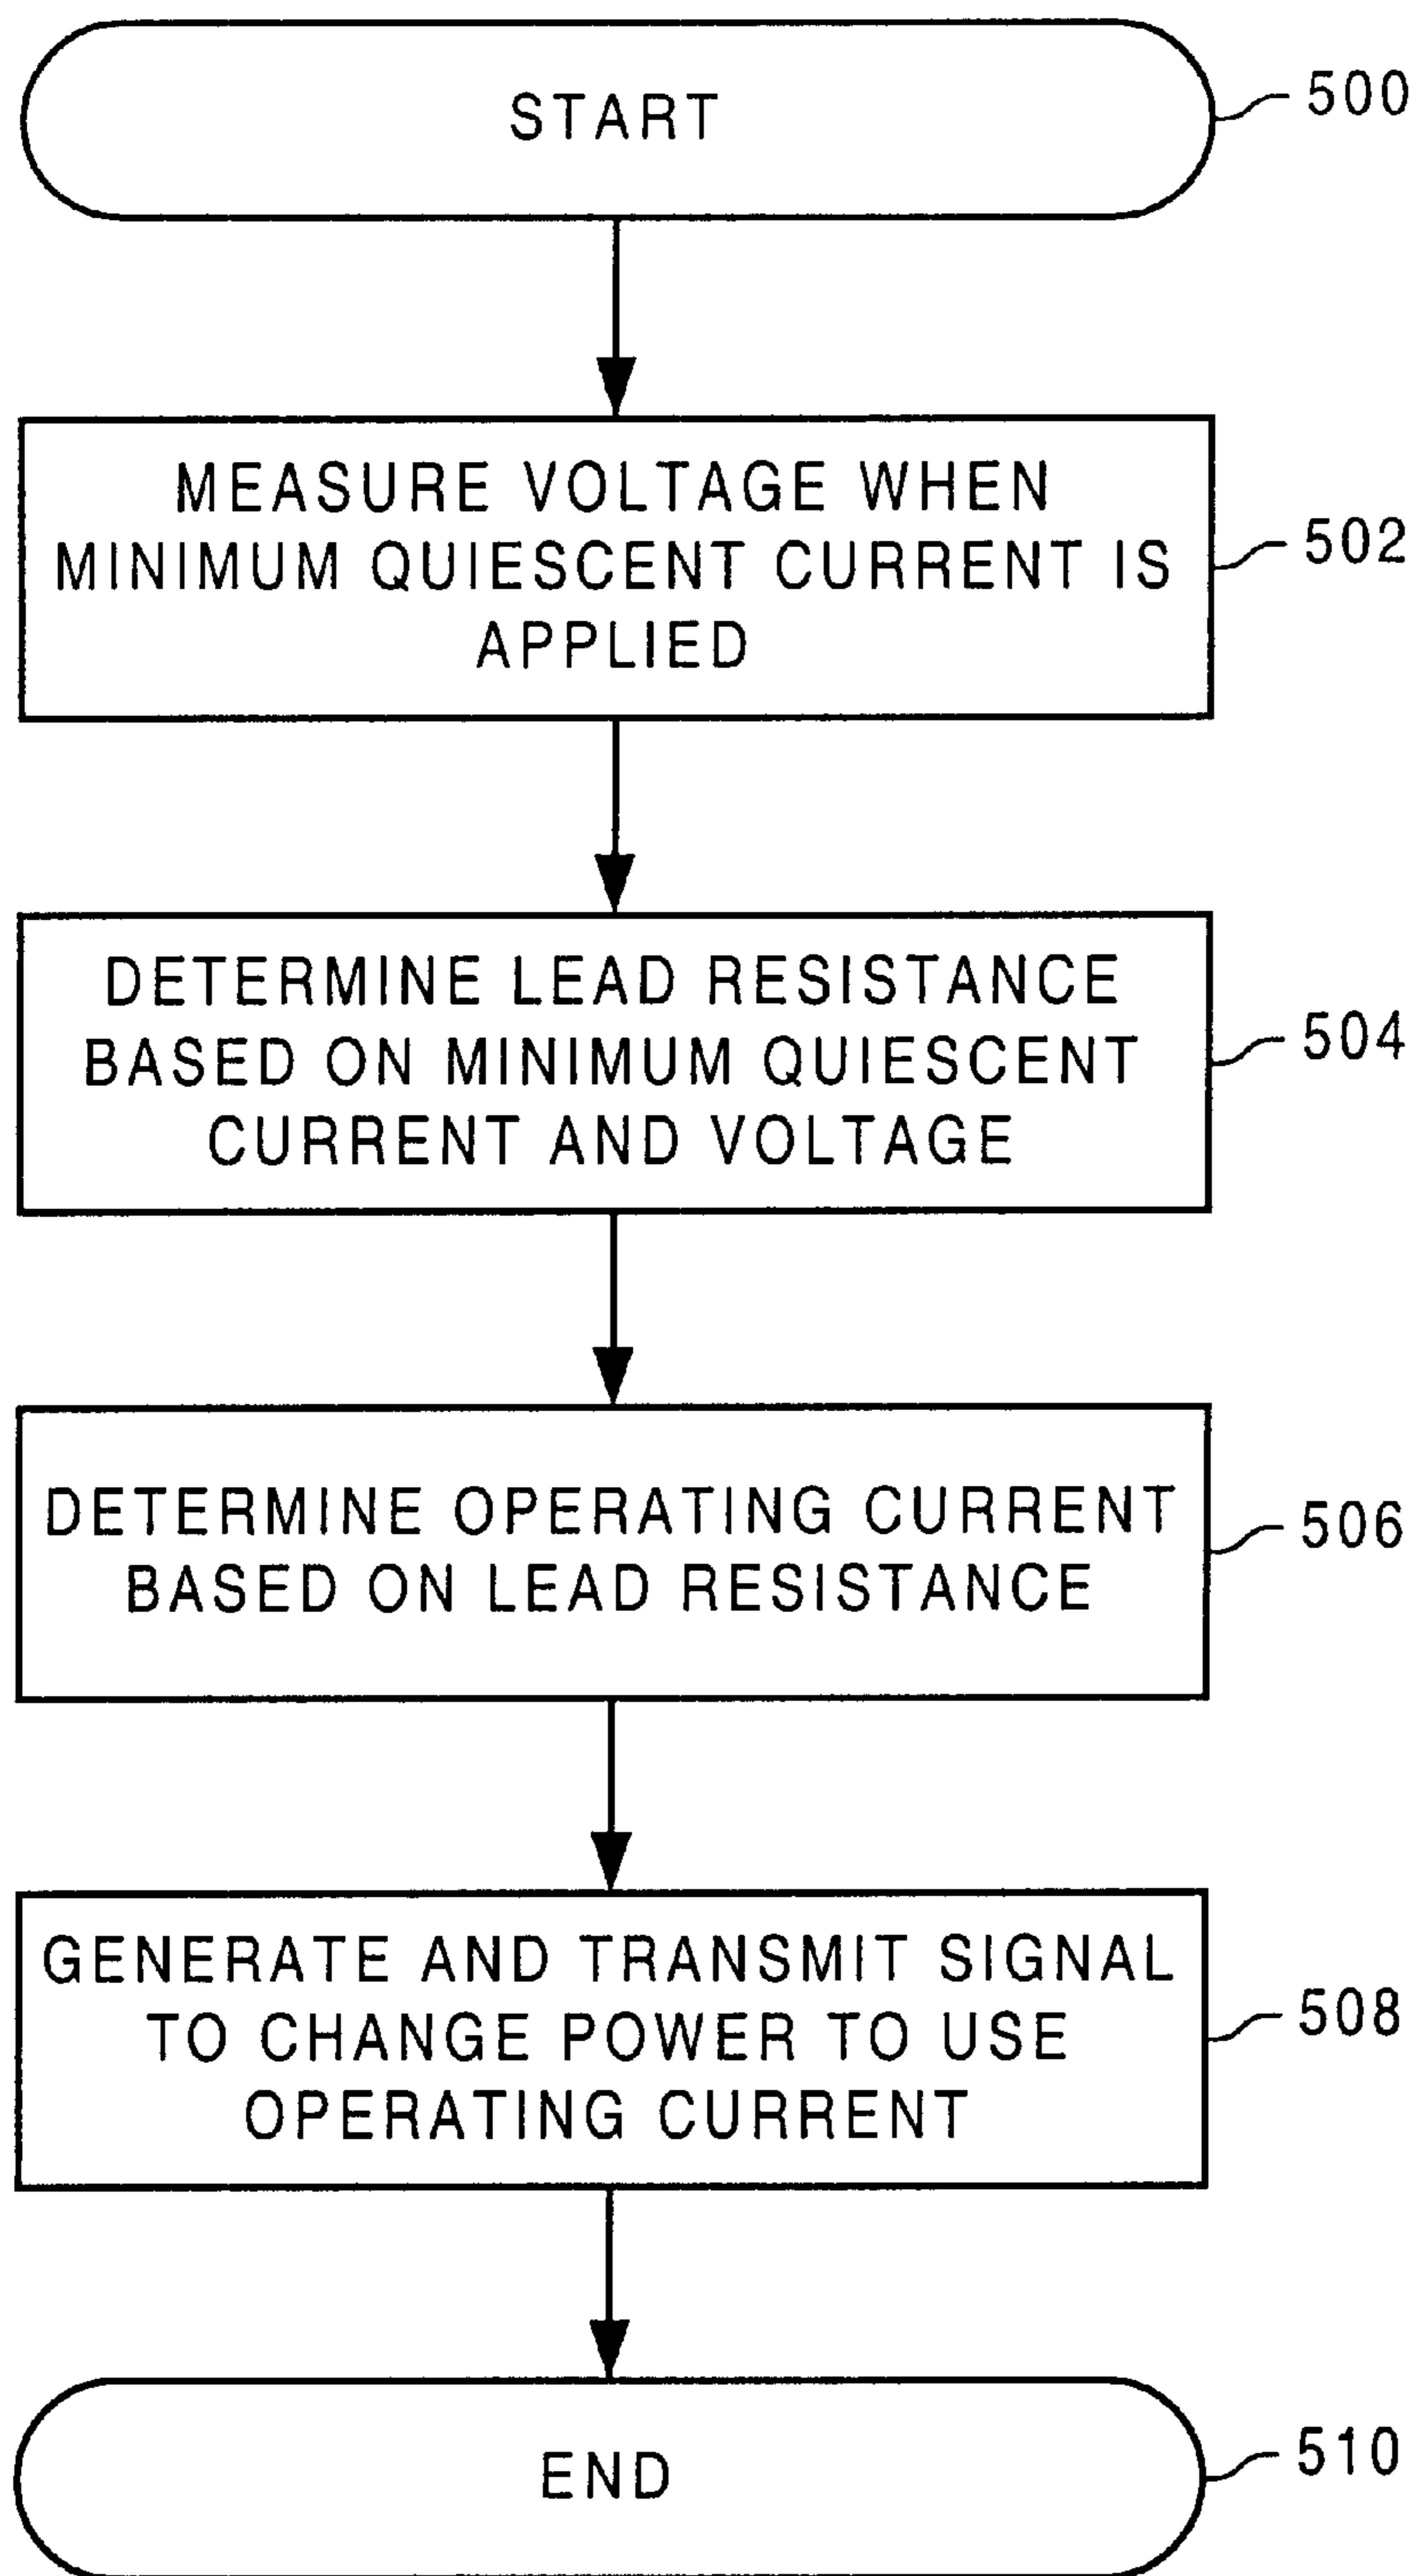 START
500
MEASURE VOLTAGE WHEN
MINIMUM QUIESCENT CURRENT IS
APPLIED
502
DETERMINE LEAD RESISTANCE
BASED ON MINIMUM QUIESCENT
CURRENT AND VOLTAGE
504
DETERMINE OPERATING CURRENT
BASED ON LEAD RESISTANCE
506
GENERATE AND TRANSMIT SIGNAL
TO CHANGE POWER TO USE
OPERATING CURRENT
508
END
510